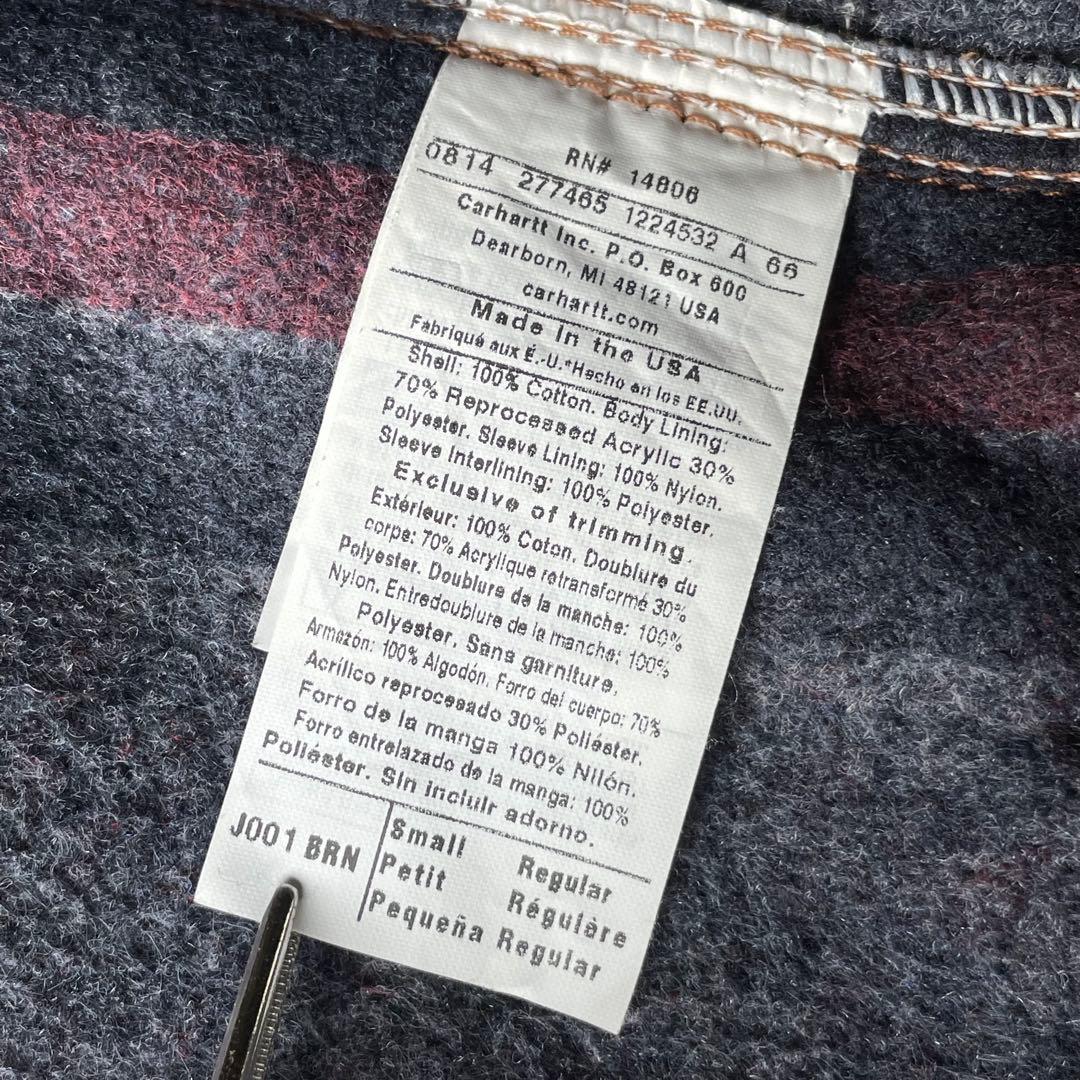 RN# 14806
0814 277465 1224532 A 66
Carhartt Inc. P.O. Box 600
Dearborn, MI 48121 USA
carhartt.com
Made in the USA
Fabriqué aux É.-U.*Hecho en los EE.UU.
Shell: 100% Cotton. Body Lining:
70% Reprocessed Acrylic 30%
Polyester. Sleeve Lining: 100% Nylon.
Sleeve Interlining: 100% Polyester.
Exclusive of trimming.
Extérieur: 100% Coton. Doublure du
corps: 70% Acrylique retransformé 30%
Polyester. Doublure de la manche: 100%
Nylon. Entredoublure de la manche: 100%
Polyester. Sans garniture.
Armazón: 100% Algodón. Forro del cuerpo: 70%
Acrílico reprocesado 30% Poliéster.
Forro de la manga 100% Nilón.
Forro entrelazado de la manga: 100%
Poliéster. Sin incluir adorno.
J001 BRN
Small Regular
Petit Régulère
Pequeña Regular